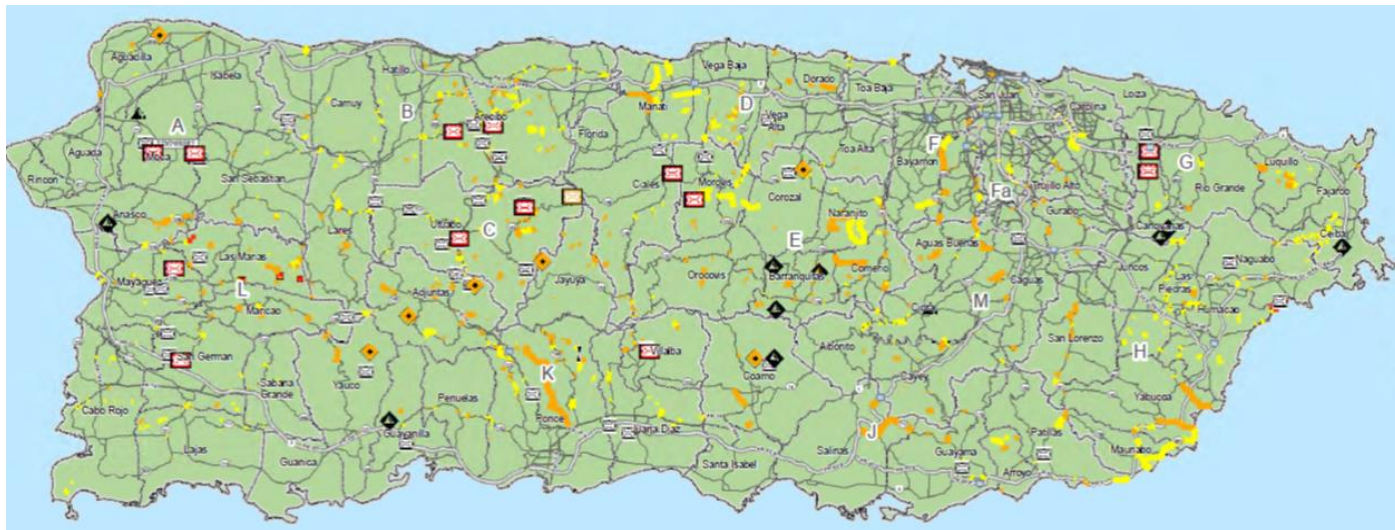 Aguadilla
Isabela
Hatillo
Camuy
B
Arecibo
Florida
Manati
Vega Baja
D
Vega
Alta
Dorado
Toa Baja
Toa Alta
San Juan
Carolina
Loza
A
Moca
Aguada
Rincon
San Sebastian
Anasco
Lares
Utuado
C
Ciales
Morovis
Corozal
Naranjito
Bayamon
F
Fa
Trujillo Alto
Gurabo
G
Rio Grande
Luquillo
Fajardo
Canovanas
Ceiba
Naguabo
Las
Piedras
Humacao
Juncos
Aguas Buenas
Caguas
Comerio
E
Barranquitas
Orocovis
Jayuya
Adjuntas
Las Marias
Mayaguez
L
Maricao
San German
Sabana
Grande
Yauco
Cabo Rojo
Lajas
Guanica
Guayanilla
Penuelas
K
Ponce
Villalba
Juana Diaz
Coamo
Santa Isabel
Aibonito
Cidra
M
Cayey
J
Salinas
Guayama
Arroyo
Patillas
San Lorenzo
H
Yabucoa
Maunabo